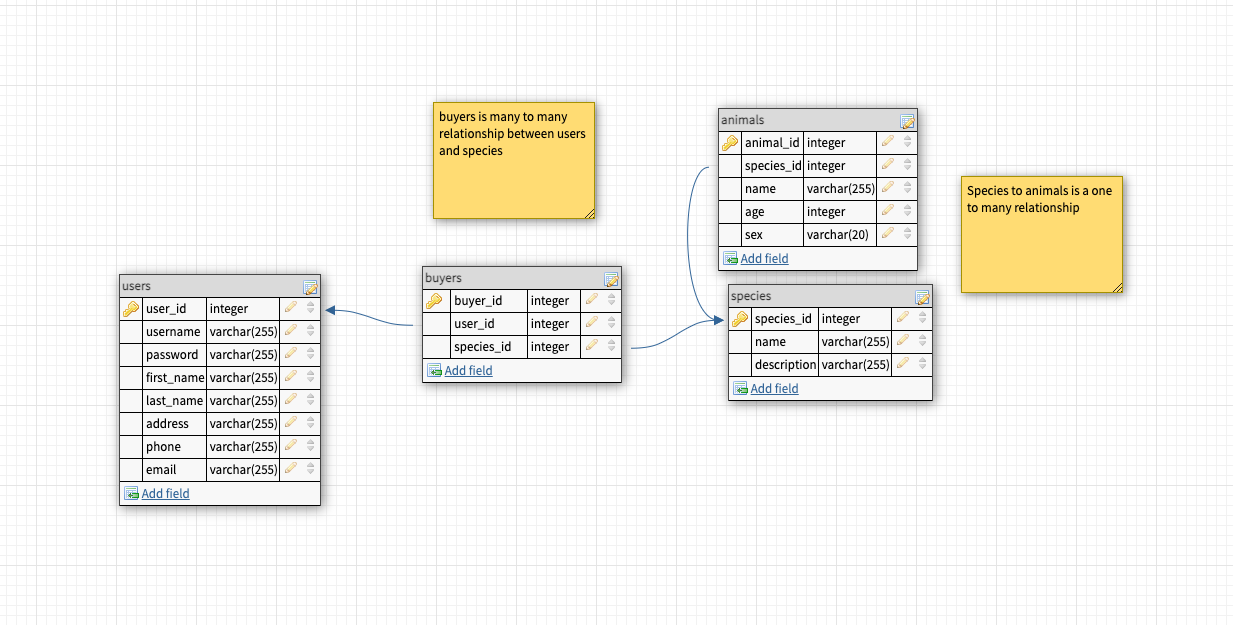 buyers is many to many
relationship between users
and species
animals
animal_id integer
species_id integer
name varchar(255)
age integer
sex varchar(20)
Add field
Species to animals is a one
to many relationship
users
user_id integer
username varchar(255)
password varchar(255)
first_name varchar(255)
last_name varchar(255)
address varchar(255)
phone varchar(255)
email varchar(255)
Add field
buyers
buyer_id integer
user_id integer
species_id integer
Add field
species
species_id integer
name varchar(255)
description varchar(255)
Add field